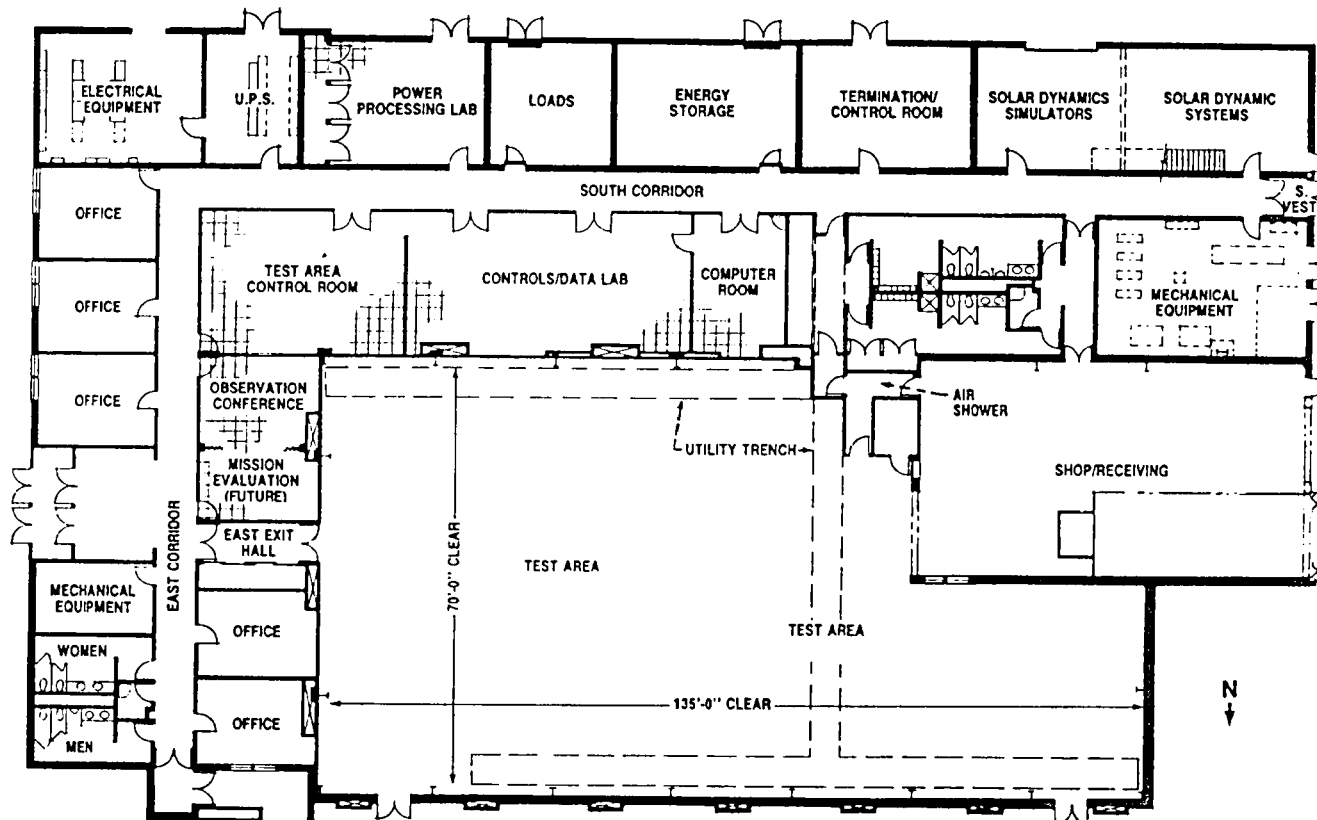 ELECTRICAL
EQUIPMENT
U.P.S.
POWER
PROCESSING LAB
LOADS
ENERGY
STORAGE
TERMINATION/
CONTROL ROOM
SOLAR DYNAMICS
SIMULATORS
SOLAR DYNAMIC
SYSTEMS
SOUTH CORRIDOR
S.
VEST
OFFICE
OFFICE
OFFICE
TEST AREA
CONTROL ROOM
CONTROLS/DATA LAB
COMPUTER
ROOM
MECHANICAL
EQUIPMENT
OBSERVATION
CONFERENCE
MISSION
EVALUATION
(FUTURE)
AIR
SHOWER
UTILITY TRENCH
SHOP/RECEIVING
EAST CORRIDOR
EAST EXIT
HALL
70'-0" CLEAR
TEST AREA
TEST AREA
MECHANICAL
EQUIPMENT
WOMEN
MEN
OFFICE
OFFICE
135'-0" CLEAR
N